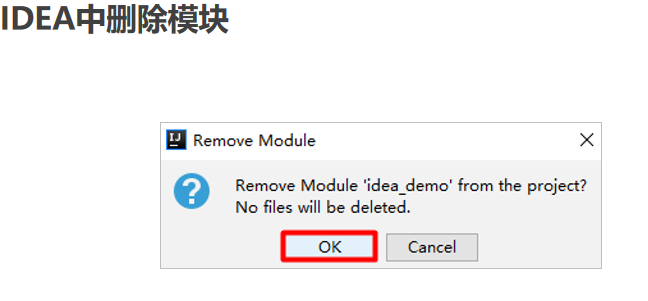 IDEA中删除模块
Remove Module
Remove Module 'idea_demo' from the project?
No files will be deleted.
OK
Cancel